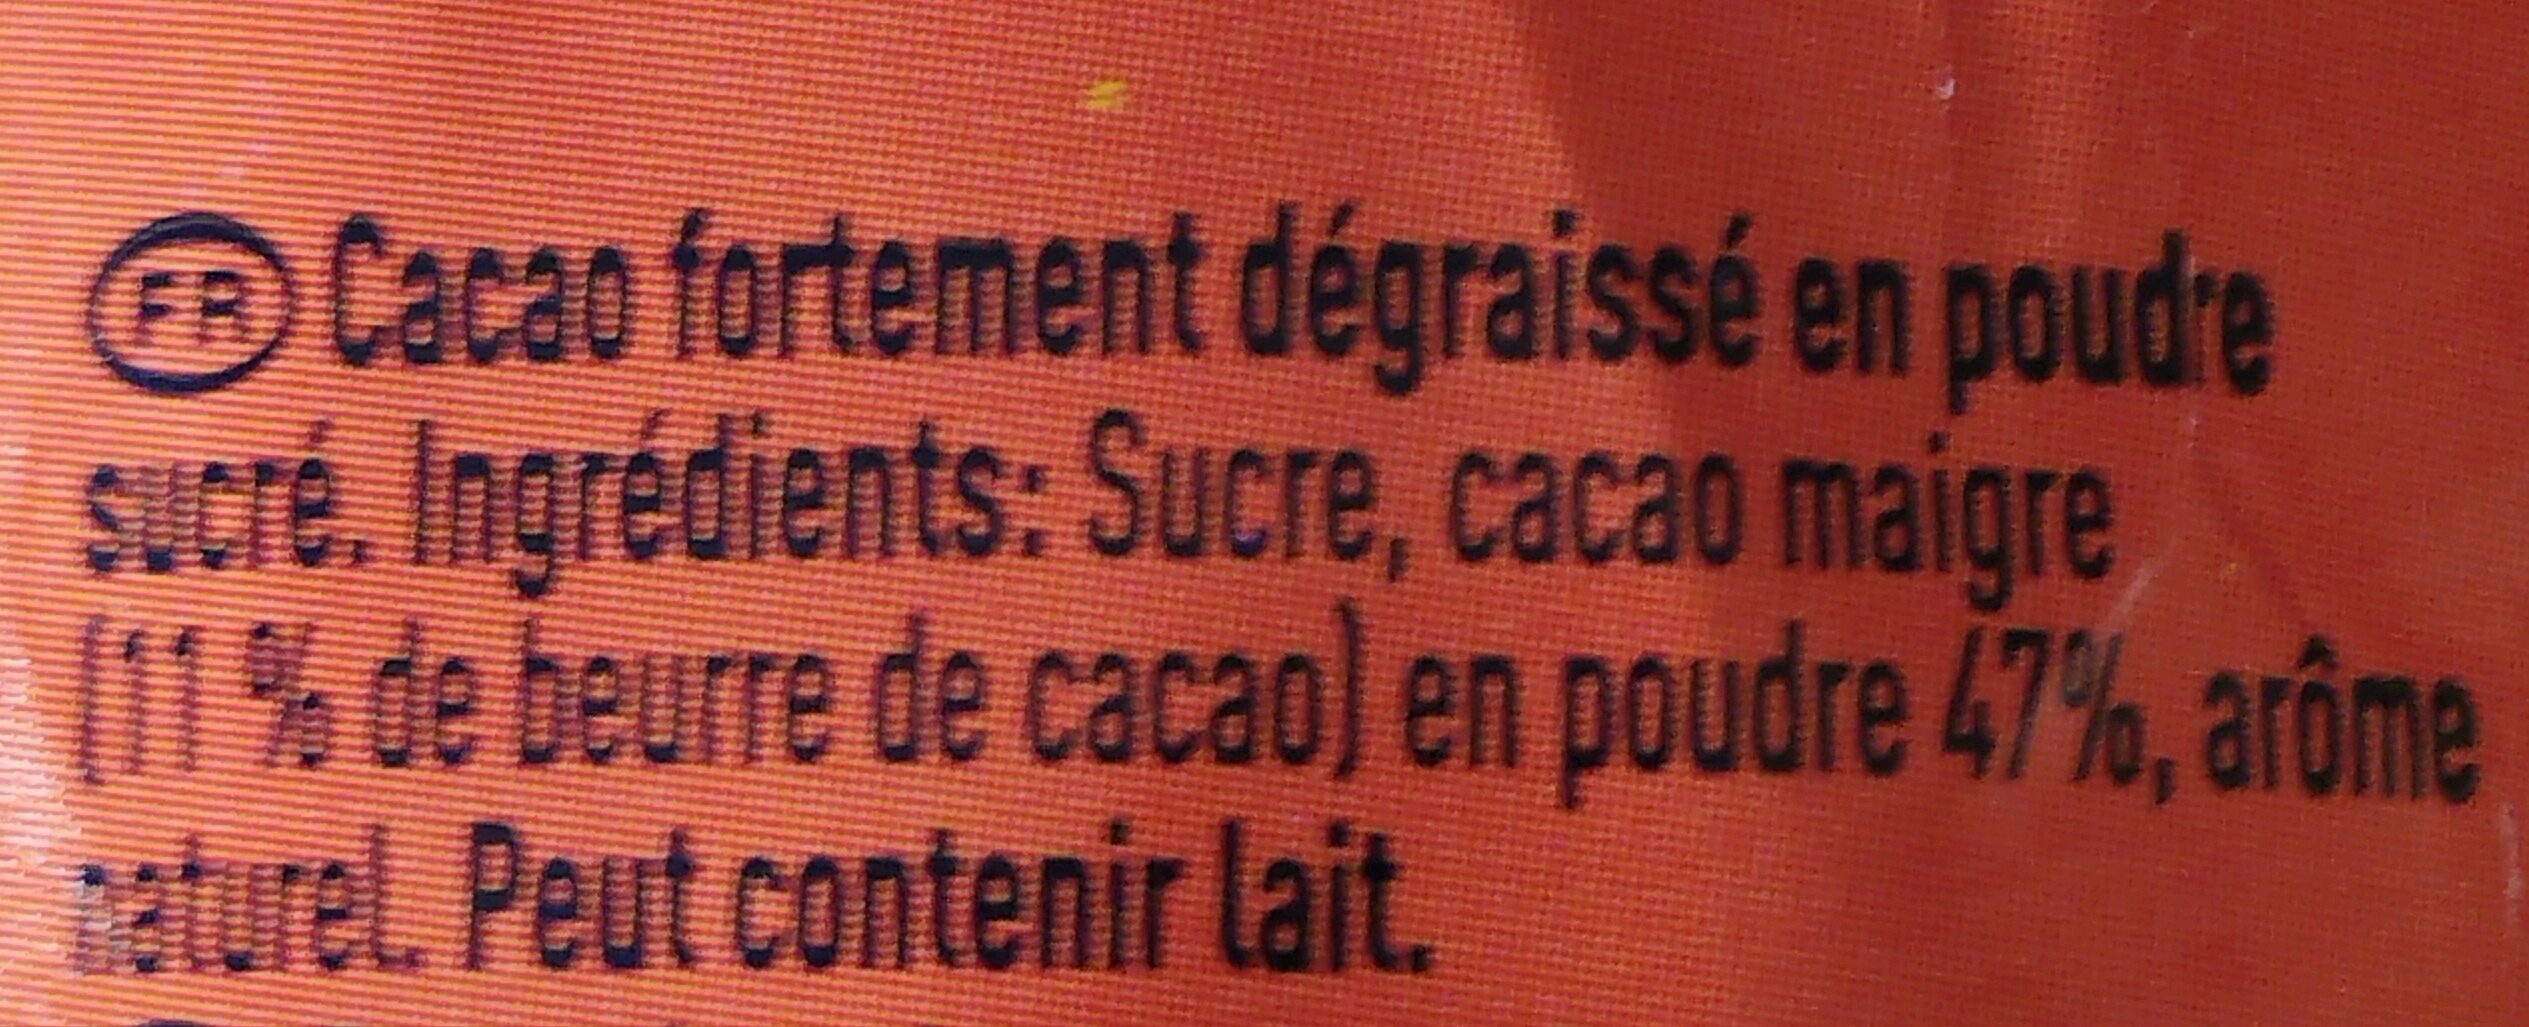 FR Cacao fortement dégraissé en poudre
sucré. Ingrédients: Sucre, cacao maigre
(11 % de beurre de cacao) en poudre 47%, arôme
naturel. Peut contenir lait.